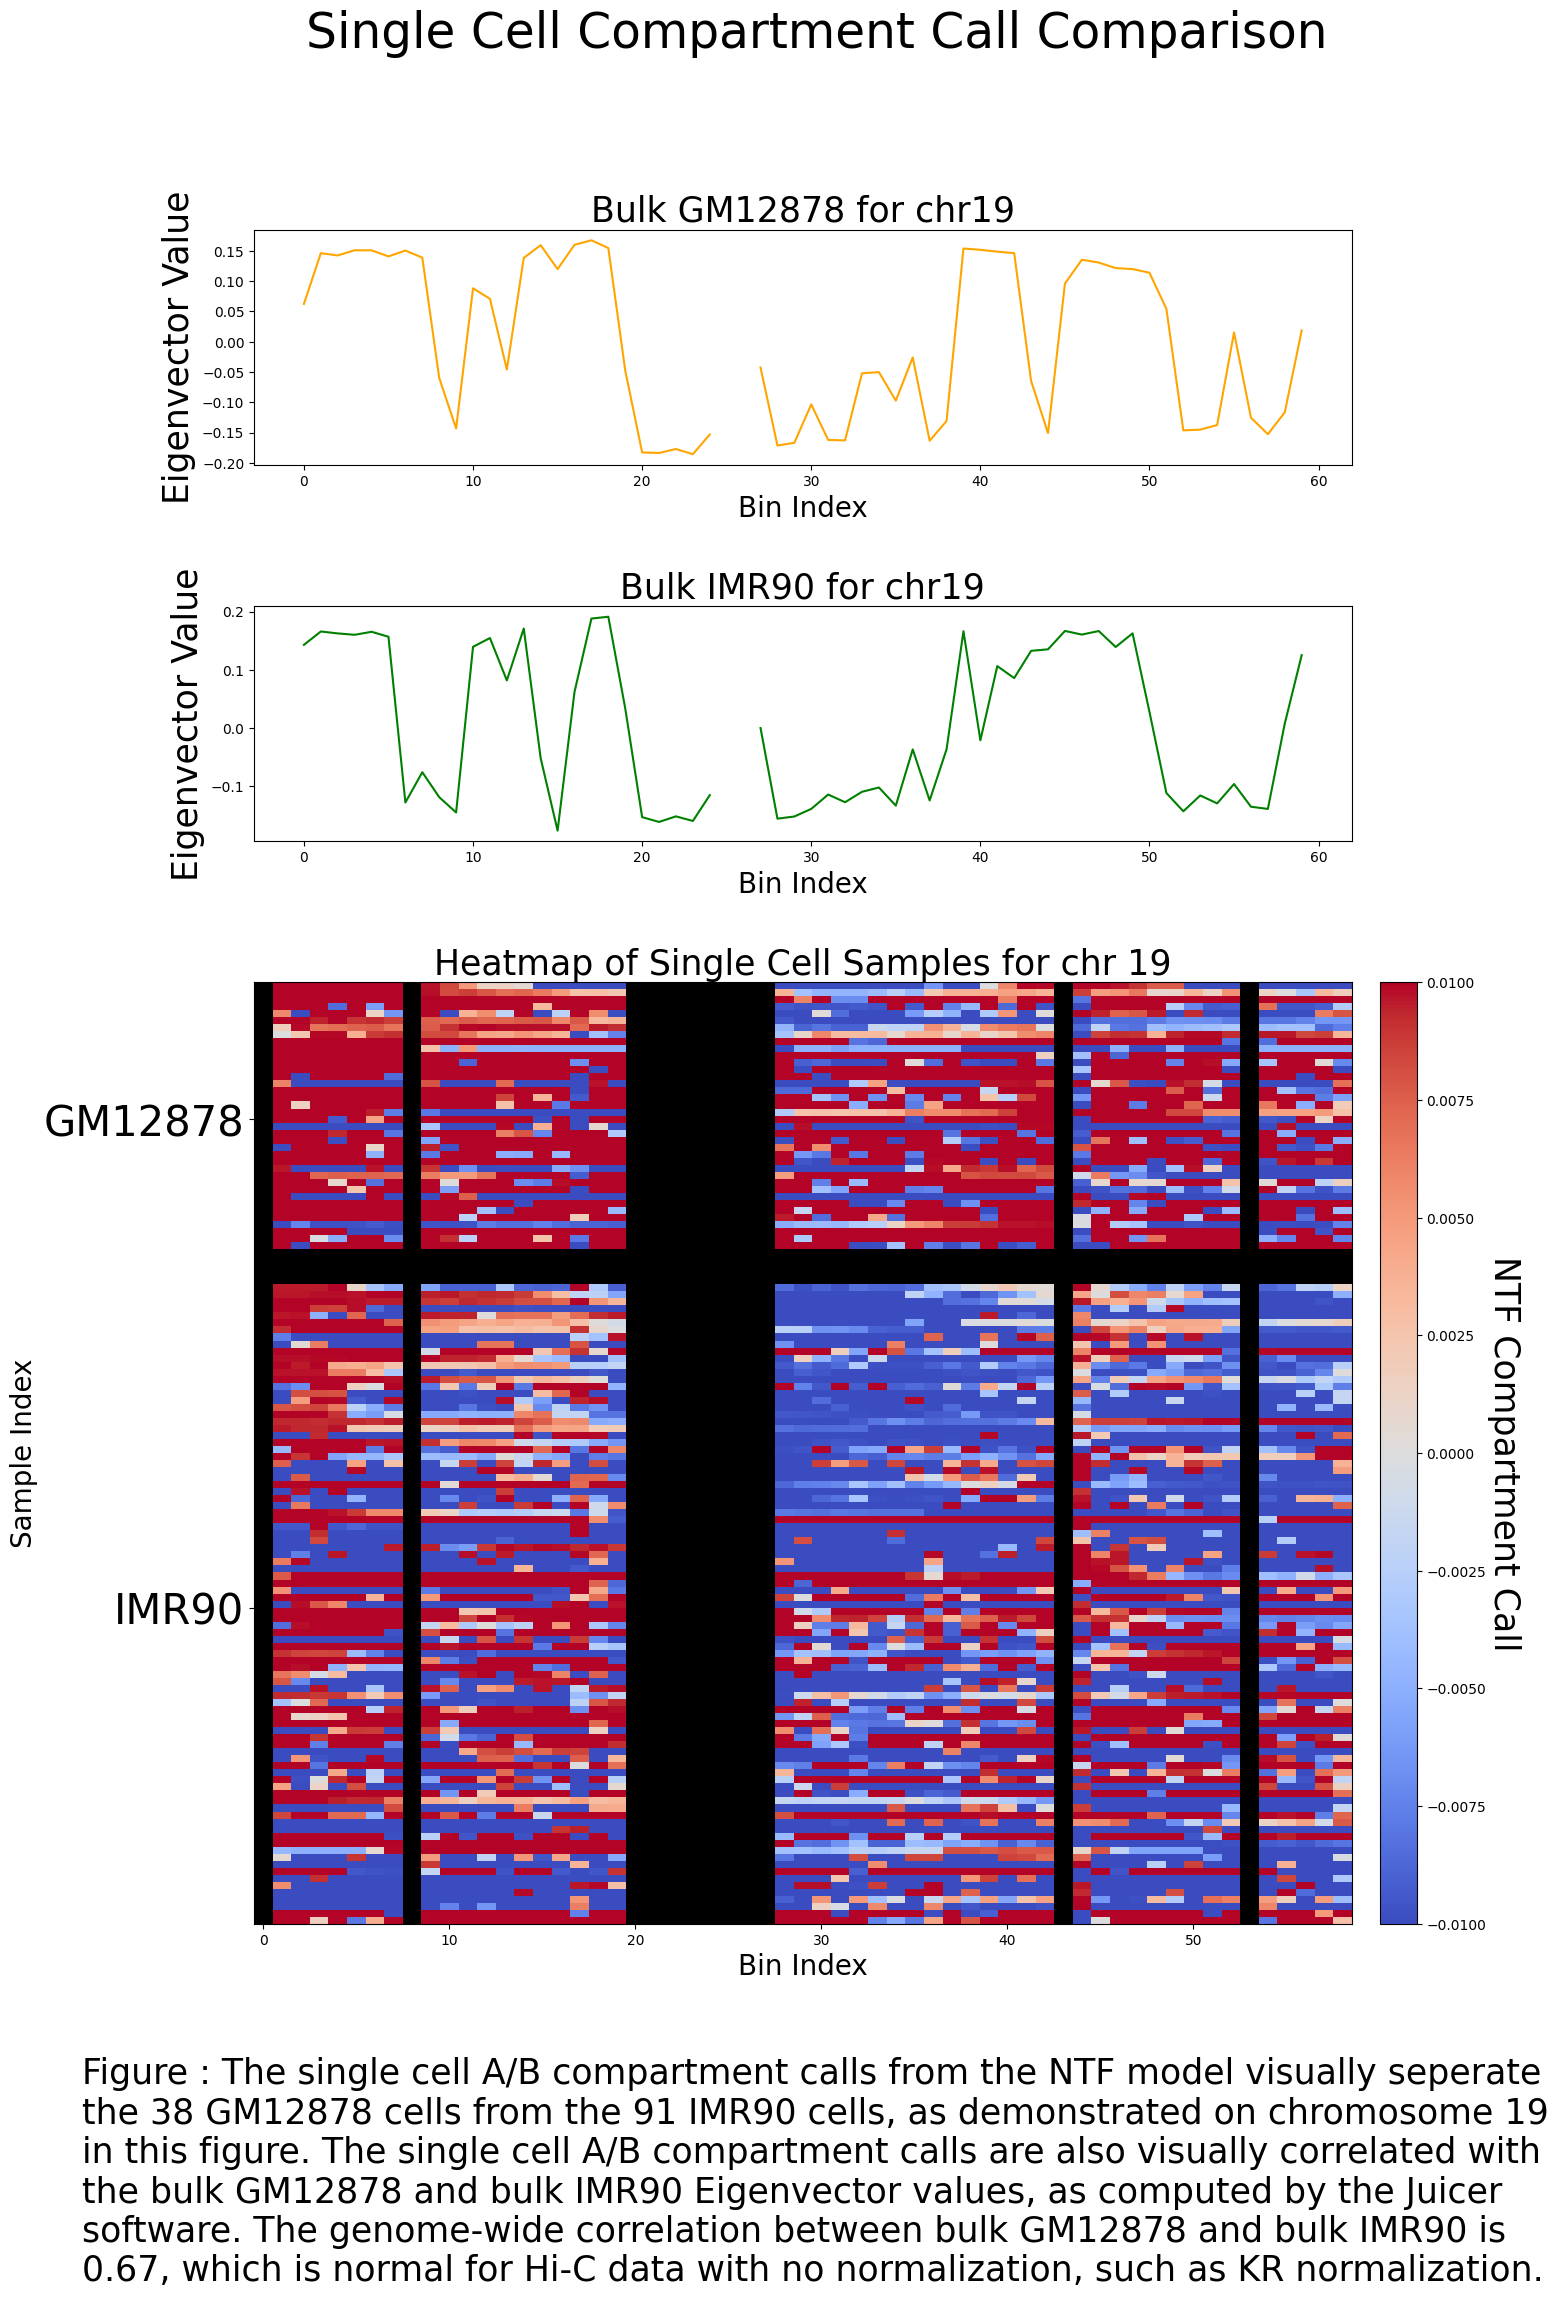 Single Cell Compartment Call Comparison
Bulk GM12878 for chr19
Eigenvector Value
0.15
0.10
0.05
0.00
−0.05
−0.10
−0.15
−0.20
0 10 20 30 40 50 60
Bin Index
Bulk IMR90 for chr19
Eigenvector Value
0.2
0.1
0.0
−0.1
0 10 20 30 40 50 60
Bin Index
Heatmap of Single Cell Samples for chr 19
Sample Index
GM12878
IMR90
0 10 20 30 40 50
Bin Index
0.0100
0.0075
0.0050
0.0025
0.0000
−0.0025
−0.0050
−0.0075
−0.0100
NTF Compartment Call
Figure : The single cell A/B compartment calls from the NTF model visually seperate
the 38 GM12878 cells from the 91 IMR90 cells, as demonstrated on chromosome 19
in this figure. The single cell A/B compartment calls are also visually correlated with
the bulk GM12878 and bulk IMR90 Eigenvector values, as computed by the Juicer
software. The genome-wide correlation between bulk GM12878 and bulk IMR90 is
0.67, which is normal for Hi-C data with no normalization, such as KR normalization.